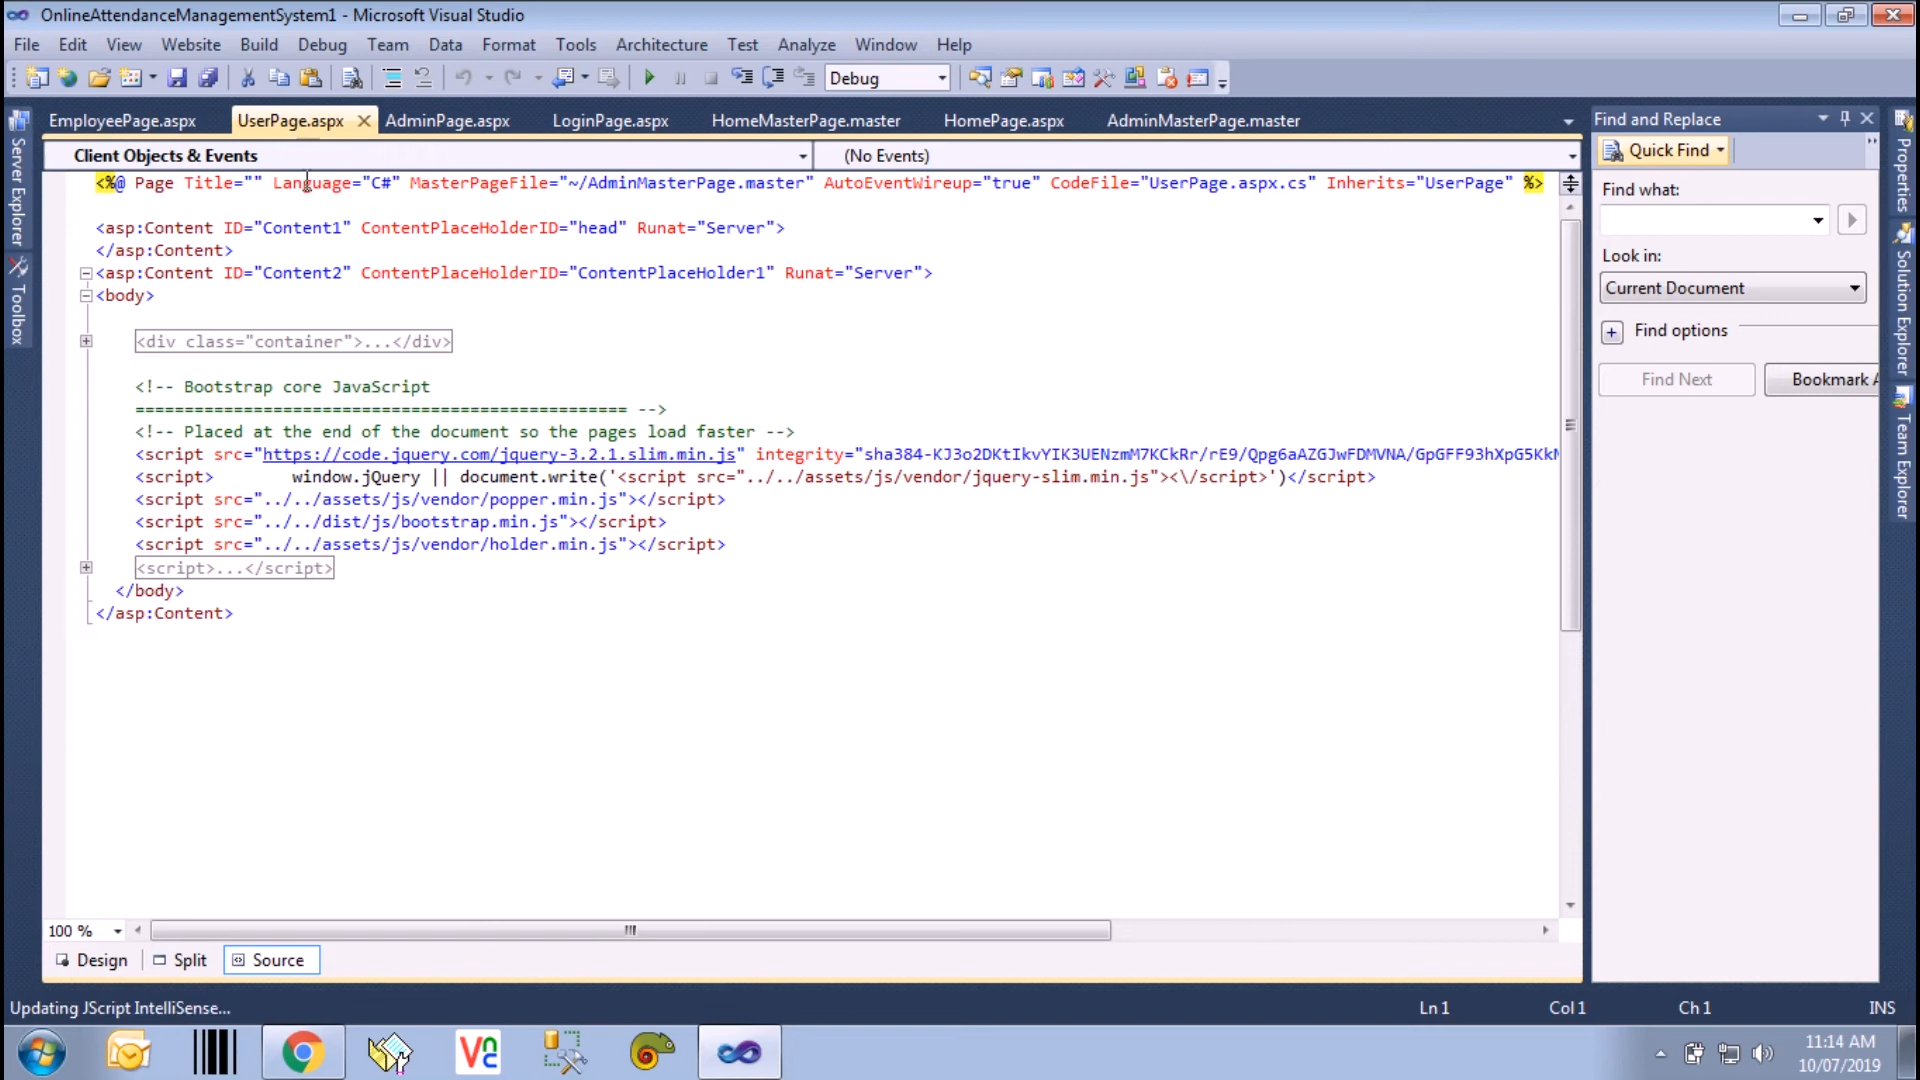 OnlineAttendanceManagementSystem1 - Microsoft Visual Studio
File Edit View Website Build Debug Team Data Format Tools Architecture Test Analyze Window Help
Debug
EmployeePage.aspx UserPage.aspx AdminPage.aspx LoginPage.aspx HomeMasterPage.master HomePage.aspx AdminMasterPage.master
Client Objects & Events (No Events)
<%@ Page Title="" Language="C#" MasterPageFile="~/AdminMasterPage.master" AutoEventWireup="true" CodeFile="UserPage.aspx.cs" Inherits="UserPage" %>
<asp:Content ID="Content1" ContentPlaceHolderID="head" Runat="Server">
</asp:Content>
<asp:Content ID="Content2" ContentPlaceHolderID="ContentPlaceHolder1" Runat="Server">
<body>
<div class="container">...</div>
<!-- Bootstrap core JavaScript
================================================== -->
<!-- Placed at the end of the document so the pages load faster -->
<script src="https://code.jquery.com/jquery-3.2.1.slim.min.js" integrity="sha384-KJ3o2DKtIkvYIK3UENzmM7KCkRr/rE9/Qpg6aAZGJwFDMVNA/GpGFF93hXpG5KkN
<script> window.jQuery || document.write('<script src="../../assets/js/vendor/jquery-slim.min.js"><\/script>')</script>
<script src="../../assets/js/vendor/popper.min.js"></script>
<script src="../../dist/js/bootstrap.min.js"></script>
<script src="../../assets/js/vendor/holder.min.js"></script>
<script>...</script>
</body>
</asp:Content>
100 %
Design Split Source
Server Explorer
Toolbox
Find and Replace
Quick Find
Find what:
Look in:
Current Document
Find options
Find Next Bookmark A
Properties
Solution Explorer
Team Explorer
Updating JScript IntelliSense... Ln 1 Col 1 Ch 1 INS
11:14 AM
10/07/2019